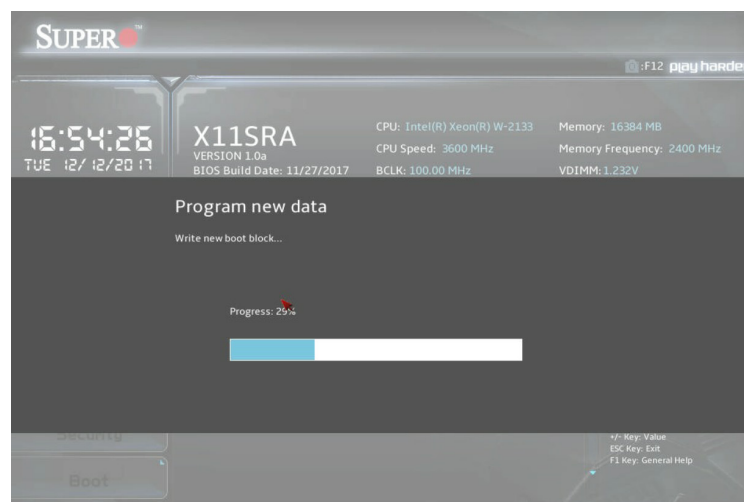 SUPER™
:F12 play harder
16:54:26
TUE 12/12/2017
X11SRA
VERSION 1.0a
BIOS Build Date: 11/27/2017
CPU: Intel(R) Xeon(R) W-2133
CPU Speed: 3600 MHz
BCLK: 100.00 MHz
Memory: 16384 MB
Memory Frequency: 2400 MHz
VDIMM: 1.232V
Program new data
Write new boot block...
Progress: 29%
Security
Boot
+/- Key: Value
ESC Key: Exit
F1 Key: General Help